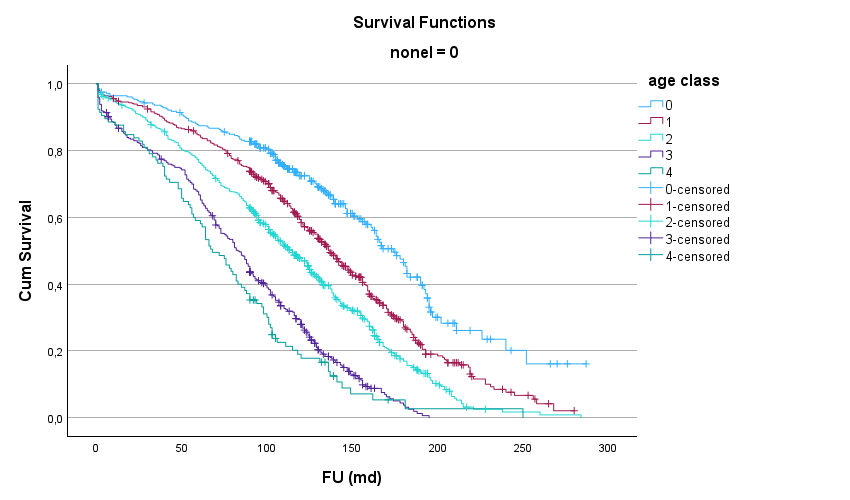 Survival Functions
nonel = 0
age class
0
1
2
3
4
0-censored
1-censored
2-censored
3-censored
4-censored
Cum Survival
1,0
0,8
0,6
0,4
0,2
0,0
0
50
100
150
200
250
300
FU (md)